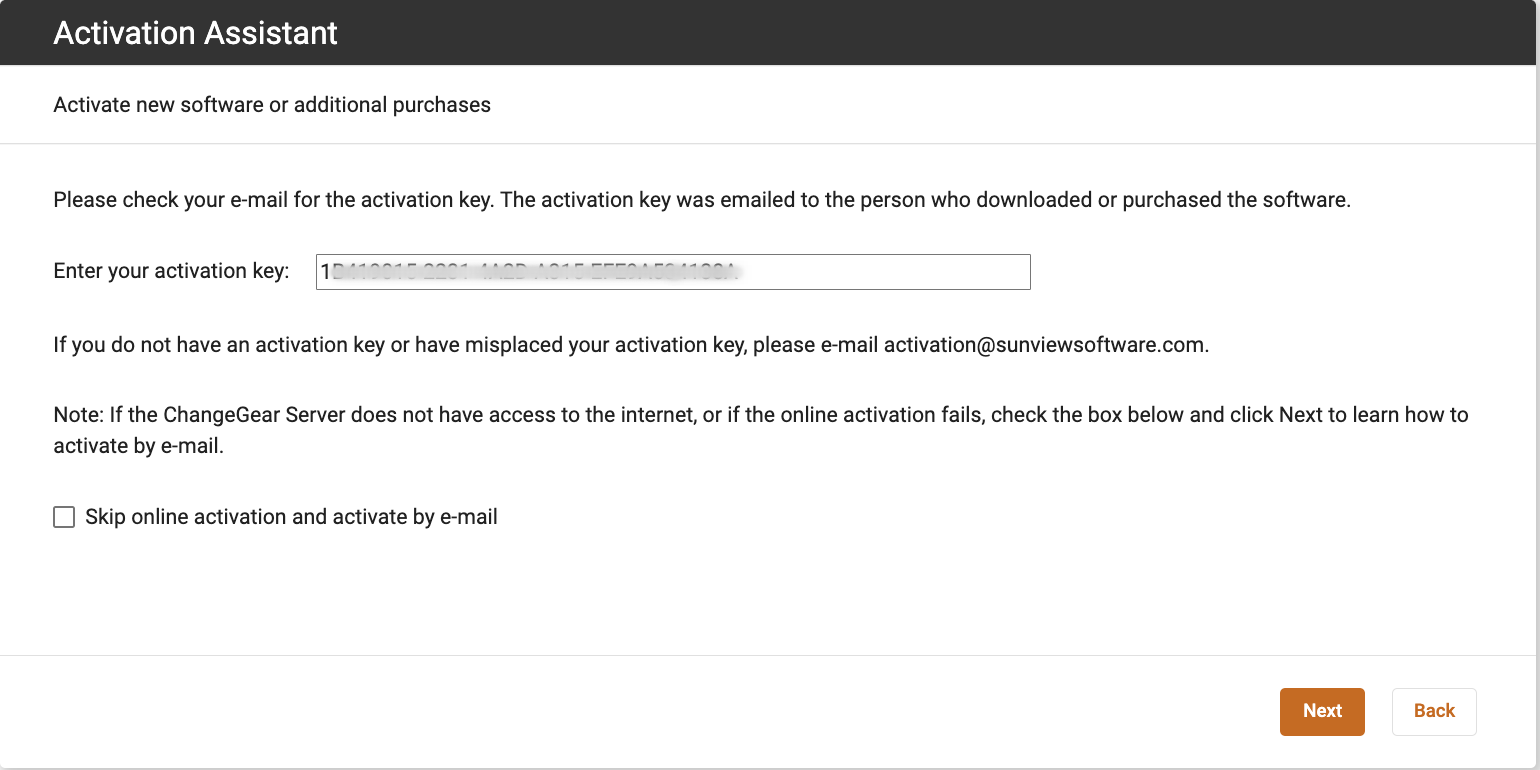 Activation Assistant
Activate new software or additional purchases
Please check your e-mail for the activation key. The activation key was emailed to the person who downloaded or purchased the software.
Enter your activation key:
If you do not have an activation key or have misplaced your activation key, please e-mail activation@sunviewsoftware.com.
Note: If the ChangeGear Server does not have access to the internet, or if the online activation fails, check the box below and click Next to learn how to
activate by e-mail.
Skip online activation and activate by e-mail
Next Back